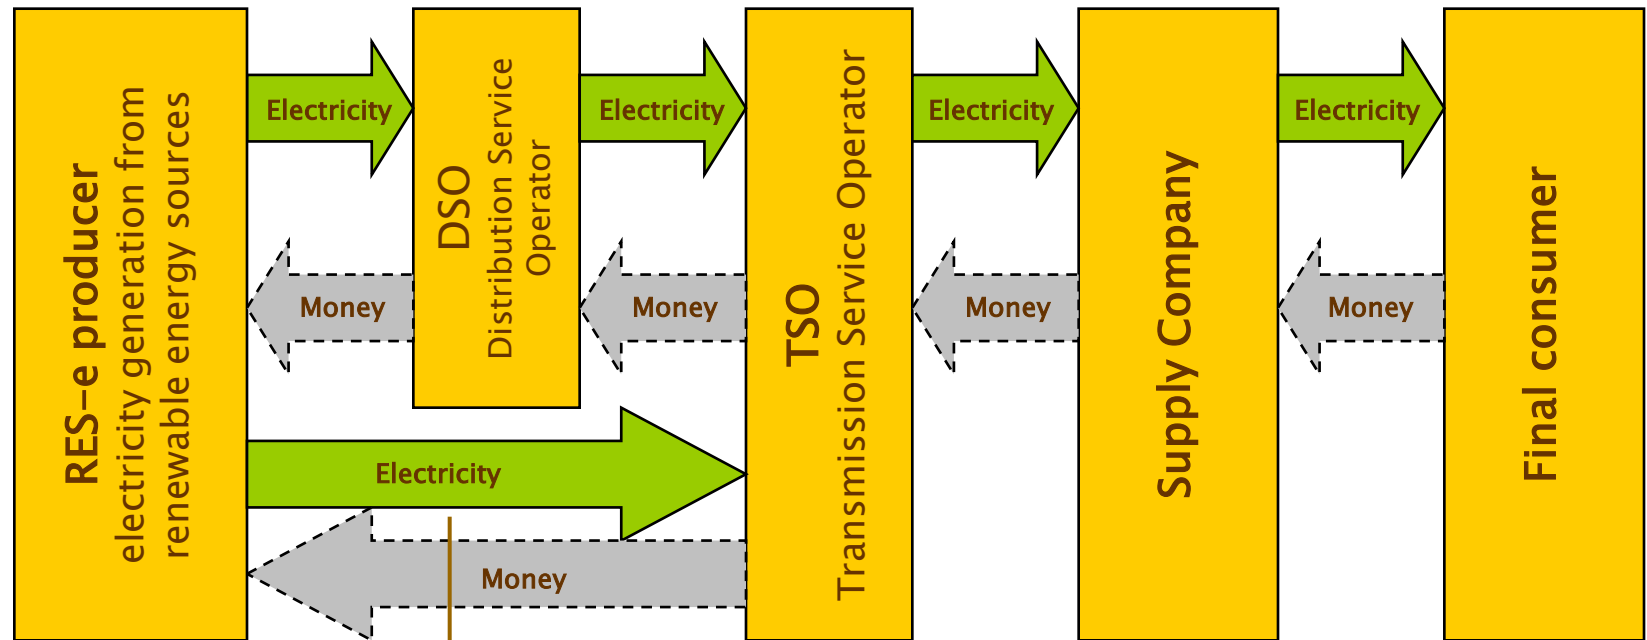 RES-e producer
electricity generation from
renewable energy sources
Electricity
Money
DSO
Distribution Service
Operator
Electricity
Money
Electricity
Money
TSO
Transmission Service Operator
Electricity
Money
Supply Company
Electricity
Money
Final consumer